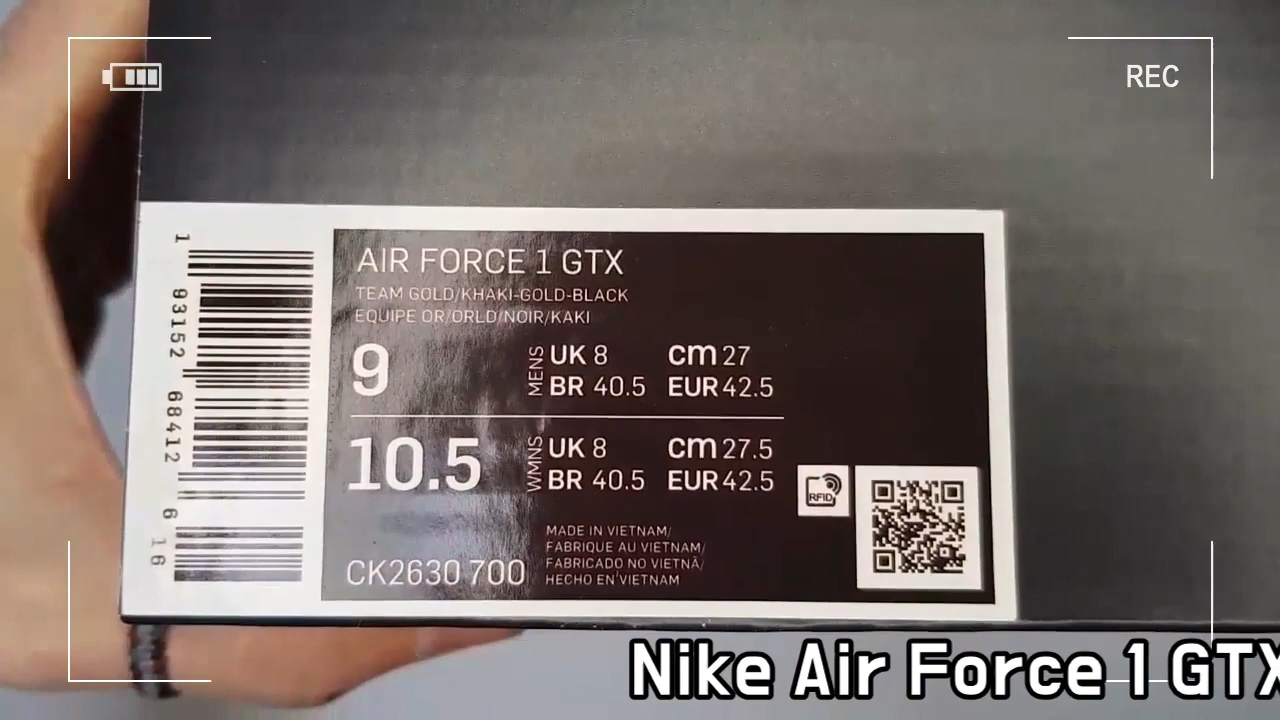 REC
AIR FORCE 1 GTX
TEAM GOLD/KHAKI-GOLD-BLACK
EQUIPE OR/ORLD/NOIR/KAKI
9
MENS
UK 8
cm 27
BR 40.5
EUR 42.5
10.5
WMNS
UK 8
cm 27.5
BR 40.5
EUR 42.5
RFID
MADE IN VIETNAM/
FABRIQUE AU VIETNAM/
FABRICADO NO VIETNÃ/
HECHO EN VIETNAM
CK2630 700
1 93152 68412 6 16
Nike Air Force 1 GTX